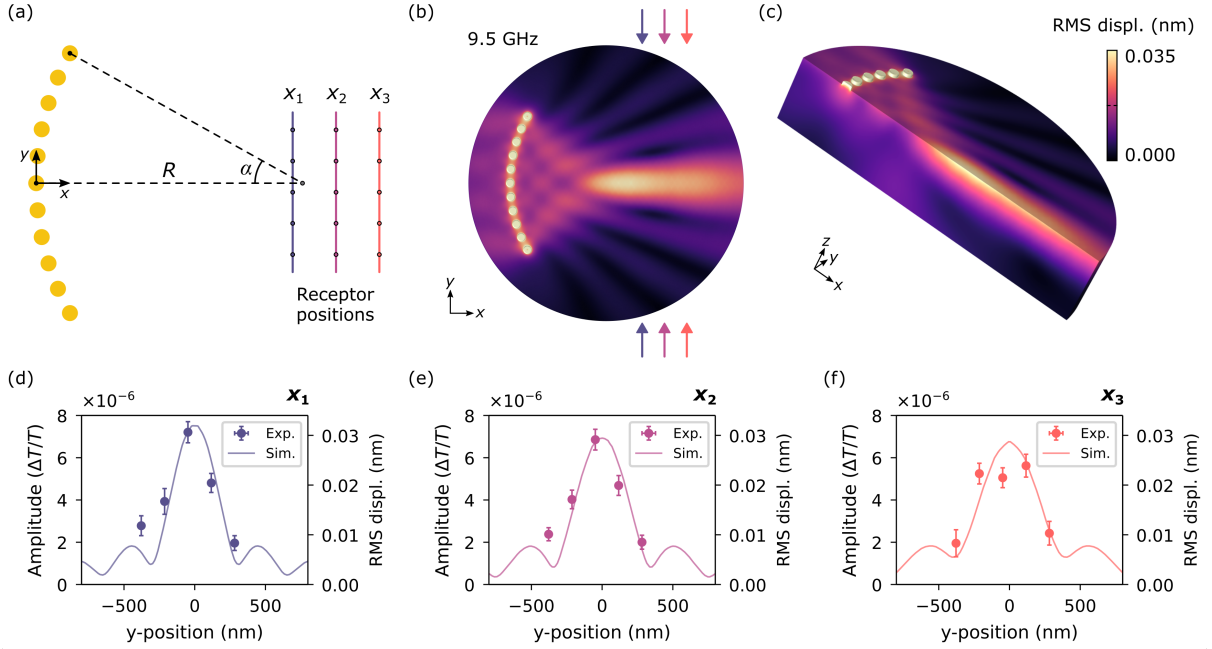 (a)
y
x
R
α
x₁ x₂ x₃
Receptor
positions
(b)
9.5 GHz
y
x
(c)
RMS displ. (nm)
0.035
0.000
z
y
x
(d)
×10⁻⁶
x₁
8
6
4
2
0
Amplitude (ΔT/T)
Exp.
Sim.
0.03
0.02
0.01
0.00
RMS displ. (nm)
−500 0 500
y-position (nm)
(e)
×10⁻⁶
x₂
8
6
4
2
0
Amplitude (ΔT/T)
Exp.
Sim.
0.03
0.02
0.01
0.00
RMS displ. (nm)
−500 0 500
y-position (nm)
(f)
×10⁻⁶
x₃
8
6
4
2
0
Amplitude (ΔT/T)
Exp.
Sim.
0.03
0.02
0.01
0.00
RMS displ. (nm)
−500 0 500
y-position (nm)